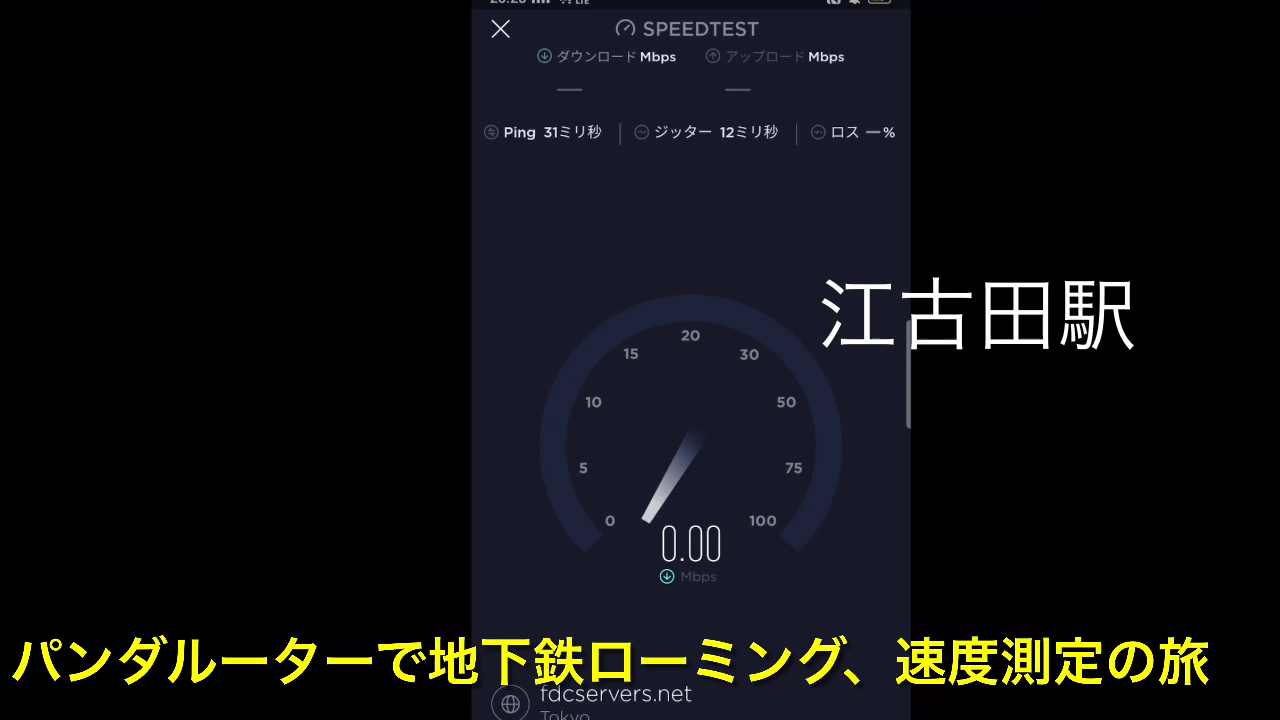 LTE
SPEEDTEST
ダウンロード Mbps アップロード Mbps
— —
Ping 31ミリ秒 | ジッター 12ミリ秒 | ロス —%
江古田駅
20
15 30
10 50
5 75
0 100
0.00
Mbps
パンダルーターで地下鉄ローミング、速度測定の旅
fdcservers.net
Tokyo